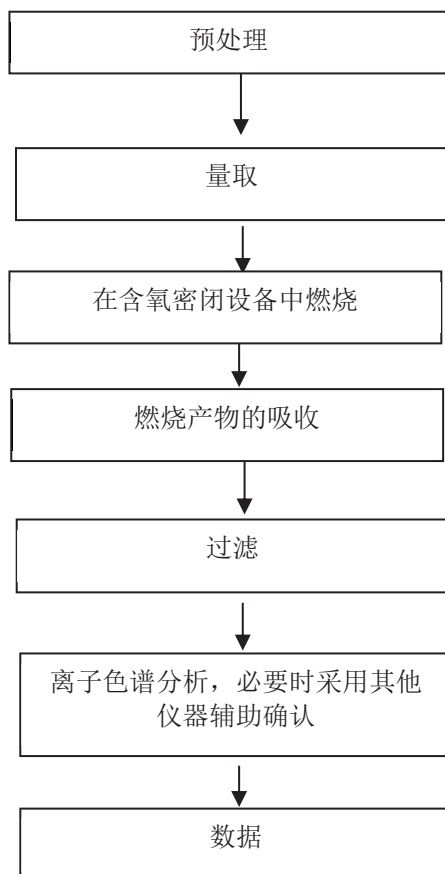 预处理
量取
在含氧密闭设备中燃烧
燃烧产物的吸收
过滤
离子色谱分析，必要时采用其他
仪器辅助确认
数据